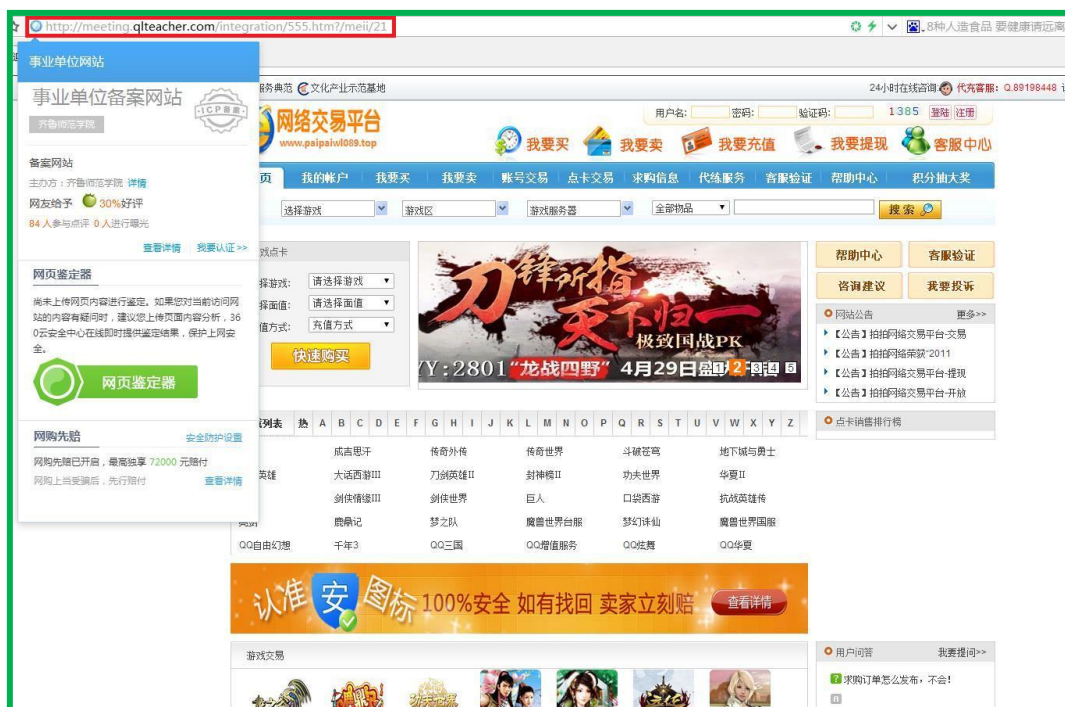 http://meeting.qlteacher.com/integration/555.htm?/meii/21
8种人造食品 要健康请远离
事业单位网站
事业单位备案网站
ICP备案
齐鲁师范学院
备案网站
主办方：齐鲁师范学院 详情
网友给予 30%好评
84 人参与点评 0 人进行曝光
查看详情 我要认证 >>
网页鉴定器
尚未上传网页内容进行鉴定。如果您对当前访问网
站的内容有疑问时，建议您上传页面内容分析，36
0云安全中心在线即时提供鉴定结果，保护上网安
全。
网页鉴定器
网购先赔 安全防护设置
网购先赔已开启，最高独享 72000 元赔付
网购上当受骗后，先行赔付 查看详情
服务典范 文化产业示范基地
24小时在线咨询 代充客服: Q.89198448
网络交易平台
www.paipaiwl089.top
用户名: 密码: 验证码: 1385 登陆 注册
我要买 我要卖 我要充值 我要提现 客服中心
页 我的帐户 我要买 我要卖 账号交易 点卡交易 求购信息 代练服务 客服验证 帮助中心 积分抽大奖
选择游戏 游戏区 游戏服务器 全部物品 搜索
戏点卡
择游戏: 请选择游戏
择面值: 请选择面值
值方式: 充值方式
快速购买
刀锋所指
天下归一
极致国战PK
YY:2801 "龙战四野" 4月29日
1 2 3 4 5
帮助中心 客服验证
咨询建议 我要投诉
网站公告 更多>>
【公告】拍拍网络交易平台-交易
【公告】拍拍网络荣获"2011
【公告】拍拍网络交易平台-提现
【公告】拍拍网络交易平台-开放
点卡销售排行榜
戏列表 热 A B C D E F G H I J K L M N O P Q R S T U V W X Y Z
成吉思汗 传奇外传 传奇世界 斗破苍穹 地下城与勇士
英雄 大话西游III 刀剑英雄II 封神榜II 功夫世界 华夏II
剑侠情缘III 剑侠世界 巨人 口袋西游 抗战英雄传
鹿鼎记 梦之队 魔兽世界台服 梦幻诛仙 魔兽世界国服
QQ自由幻想 千年3 QQ三国 QQ增值服务 QQ炫舞 QQ华夏
认准 安 图标 100%安全 如有找回 卖家立刻赔 查看详情
游戏交易
用户问答 我要提问>>
求购订单怎么发布，不会！